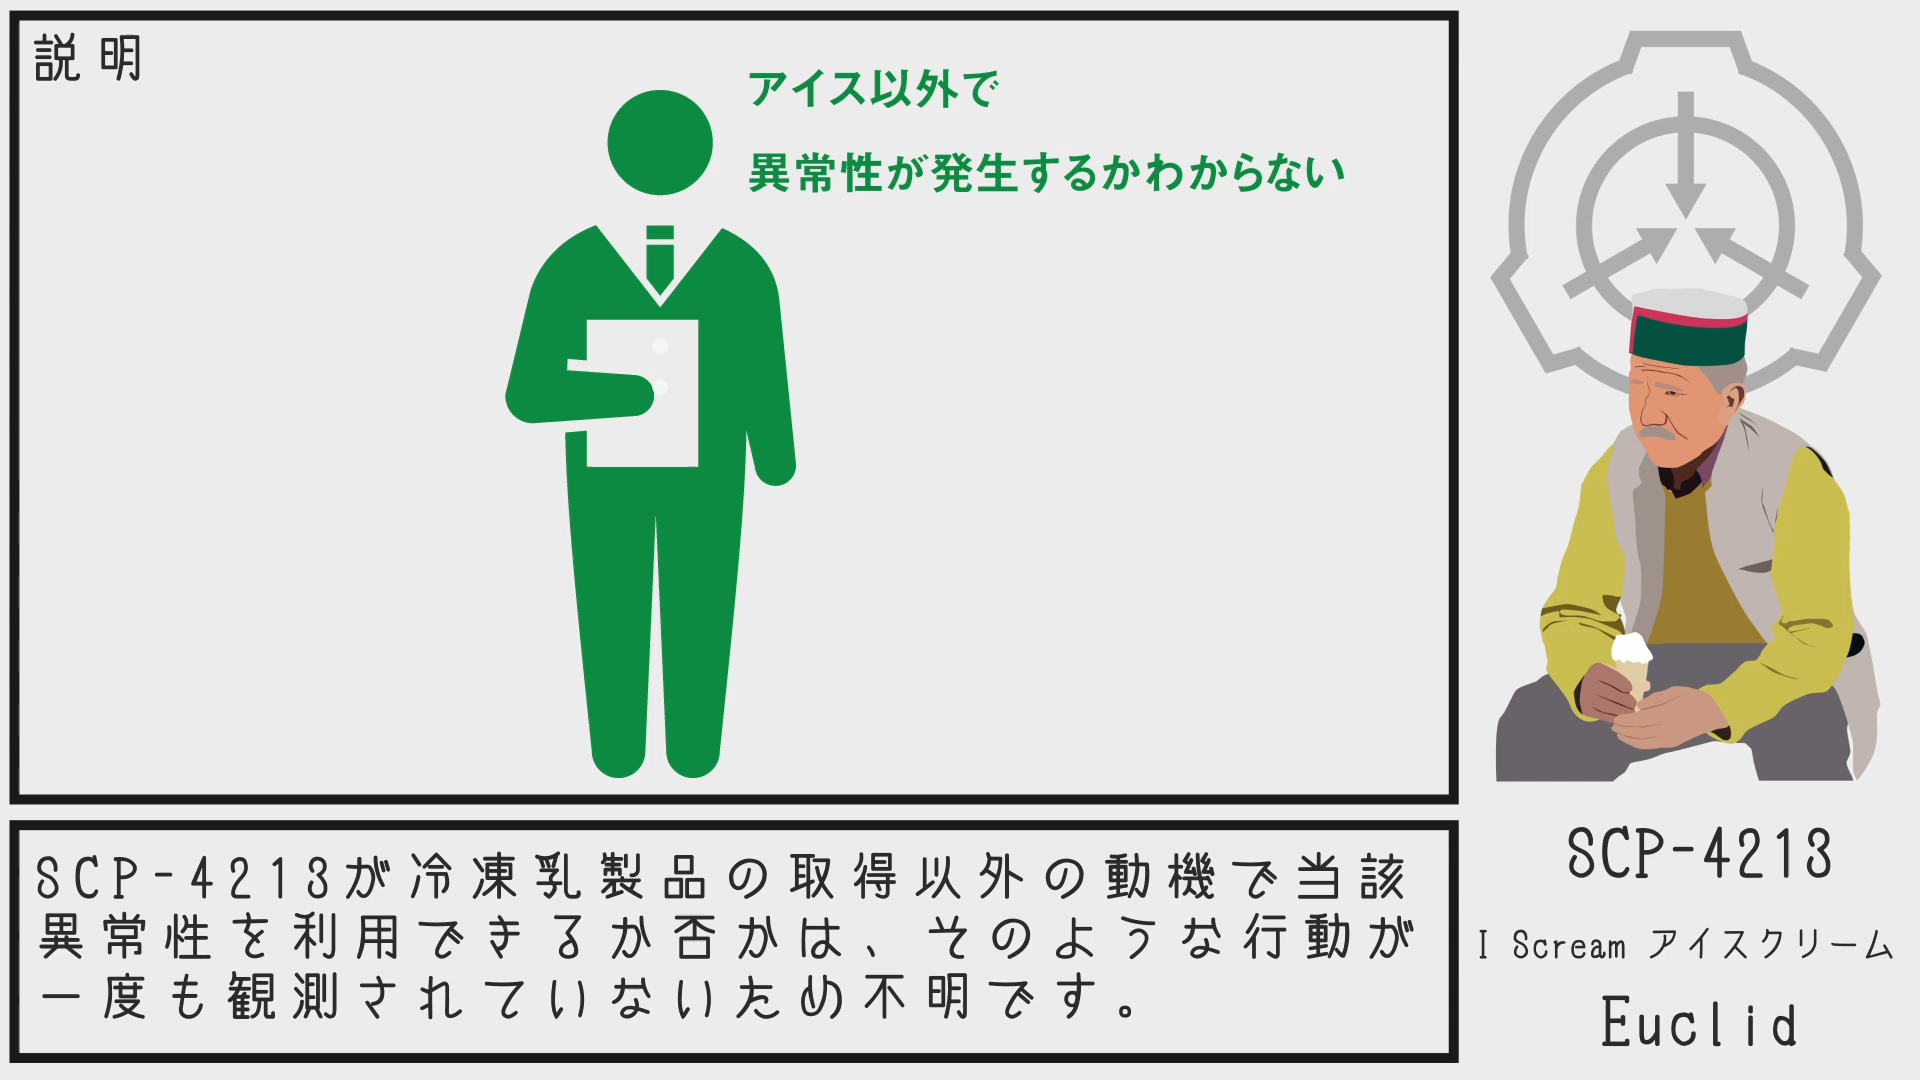 説明
アイス以外で
異常性が発生するかわからない
SCP-4213が冷凍乳製品の取得以外の動機で当該
異常性を利用できるか否かは、そのような行動が
一度も観測されていないため不明です。
SCP-4213
I Scream アイスクリーム
Euclid